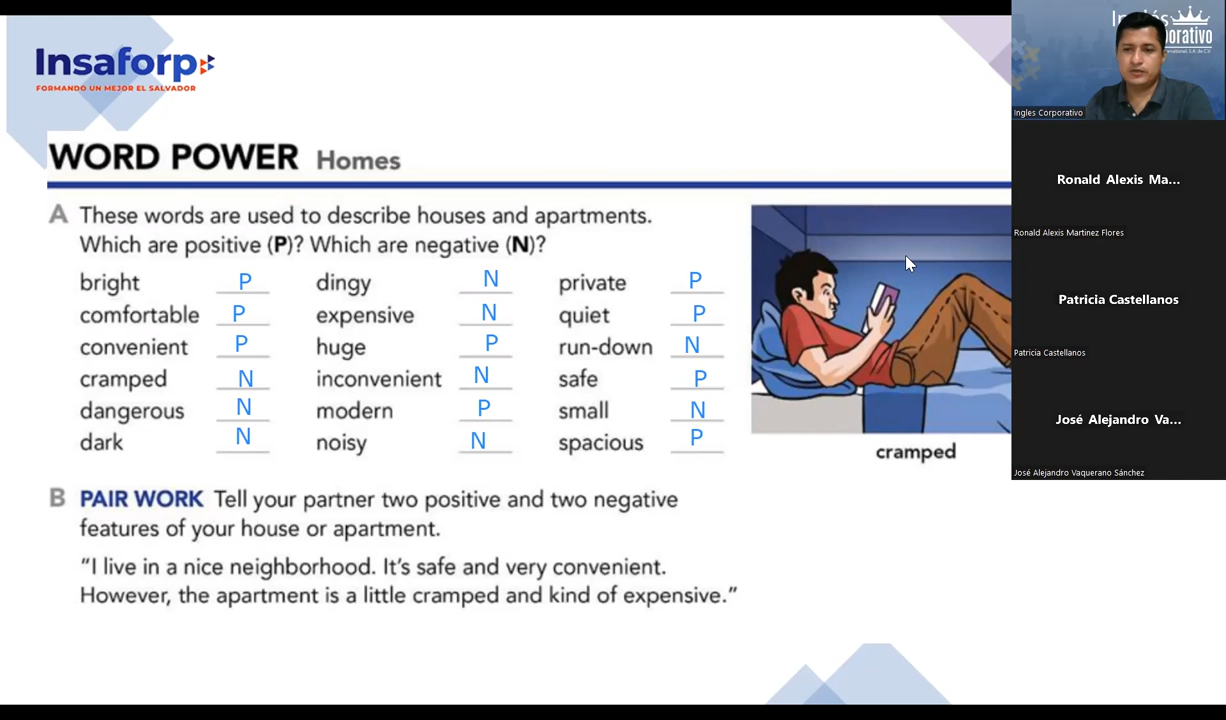 Insaforp
FORMANDO UN MEJOR EL SALVADOR
WORD POWER Homes
A These words are used to describe houses and apartments.
Which are positive (P)? Which are negative (N)?
bright P dingy N private P
comfortable P expensive N quiet P
convenient P huge P run-down N
cramped N inconvenient N safe P
dangerous N modern P small N
dark N noisy N spacious P
cramped
B PAIR WORK Tell your partner two positive and two negative
features of your house or apartment.
"I live in a nice neighborhood. It's safe and very convenient.
However, the apartment is a little cramped and kind of expensive."
Ingles Corporativo
Ronald Alexis Ma...
Ronald Alexis Martinez Flores
Patricia Castellanos
Patricia Castellanos
José Alejandro Va...
José Alejandro Vaquerano Sánchez